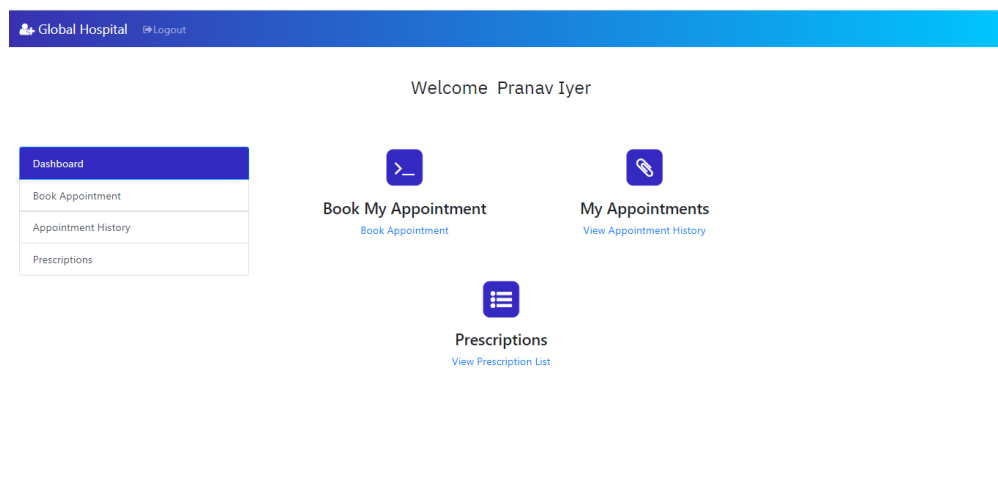 Global Hospital Logout
Welcome Pranav Iyer
Dashboard
Book Appointment
Appointment History
Prescriptions
Book My Appointment
Book Appointment
My Appointments
View Appointment History
Prescriptions
View Prescription List